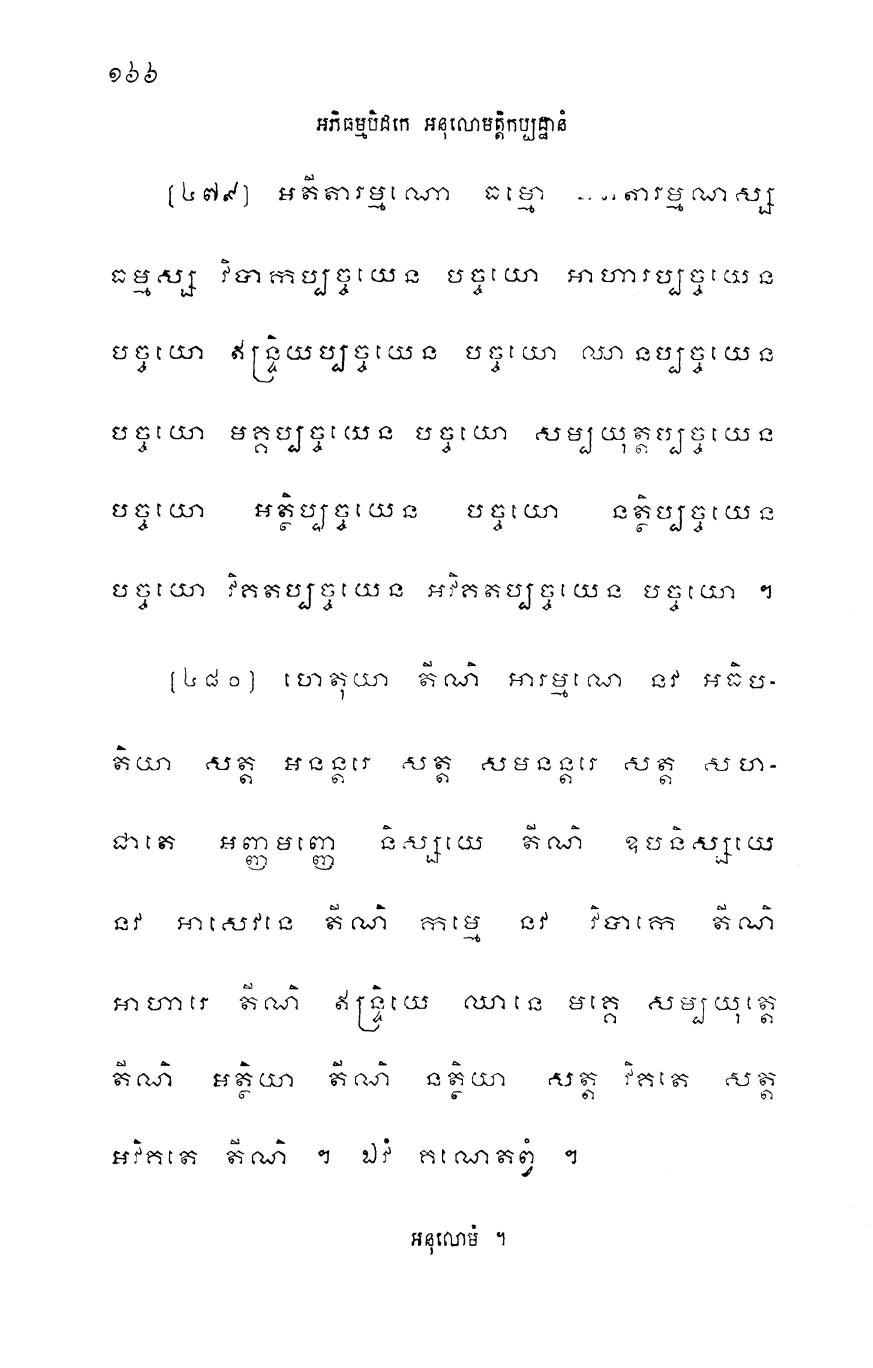 ១៦៦
អភិធម្មបិដកេ អនុលោមត្តិកប្បដ្ឋានំ
[៤៧៩] អតីតារម្មណោ ធម្មោ តារម្មណស្ស
ធម្មស្ស វិបាកប្បច្ចយេន បច្ចយោ អាហារប្បច្ចយេន
បច្ចយោ ឥន្ទ្រិយប្បច្ចយេន បច្ចយោ ឈានប្បច្ចយេន
បច្ចយោ មគ្គប្បច្ចយេន បច្ចយោ សម្បយុត្តប្បច្ចយេន
បច្ចយោ អត្ថិប្បច្ចយេន បច្ចយោ នត្ថិប្បច្ចយេន
បច្ចយោ វិគតប្បច្ចយេន អវិគតប្បច្ចយេន បច្ចយោ ។
[៤៨០] ហេតុយា តីណិ អារម្មណេ នវ អធិប-
តិយា សត្ត អនន្តរេ សត្ត សមនន្តរេ សត្ត សហ-
ជាតេ អញ្ញមញ្ញេ និស្សយេ តីណិ ឧបនិស្សយេ
នវ អាសេវនេ តីណិ កម្មេ នវ វិបាកេ តីណិ
អាហារេ តីណិ ឥន្ទ្រិយេ ឈានេ មគ្គេ សម្បយុត្តេ
តីណិ អត្ថិយា តីណិ នត្ថិយា សត្ត វិគតេ សត្ត
អវិគតេ តីណិ ។ ឯវំ គណេតព្វំ ។
អនុលោមំ ។